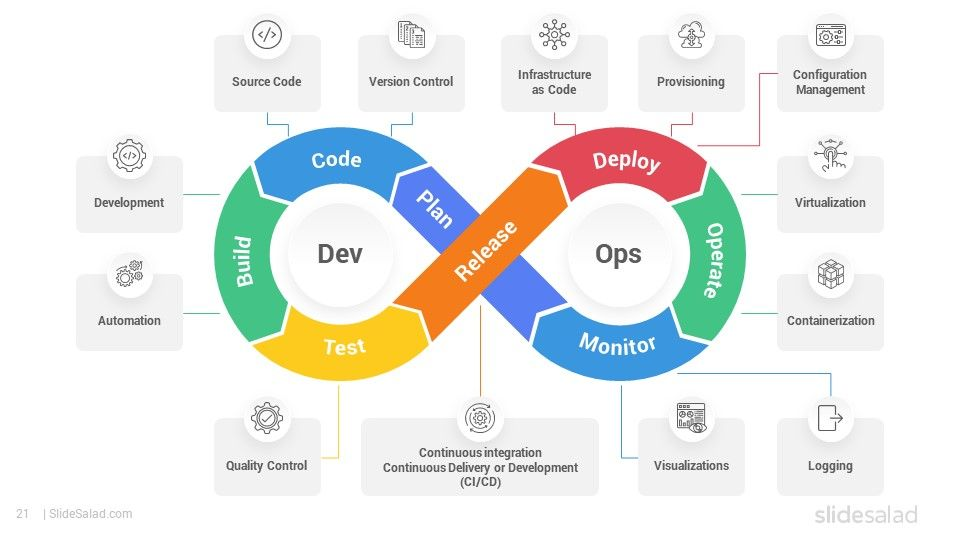 Source Code
Version Control
Infrastructure
as Code
Provisioning
Configuration
Management
Code
Deploy
Development
Plan
Virtualization
Build
Dev
Release
Ops
Operate
Automation
Containerization
Test
Monitor
Quality Control
Continuous integration
Continuous Delivery or Development
(CI/CD)
Visualizations
Logging
21 | SlideSalad.com
slidesalad